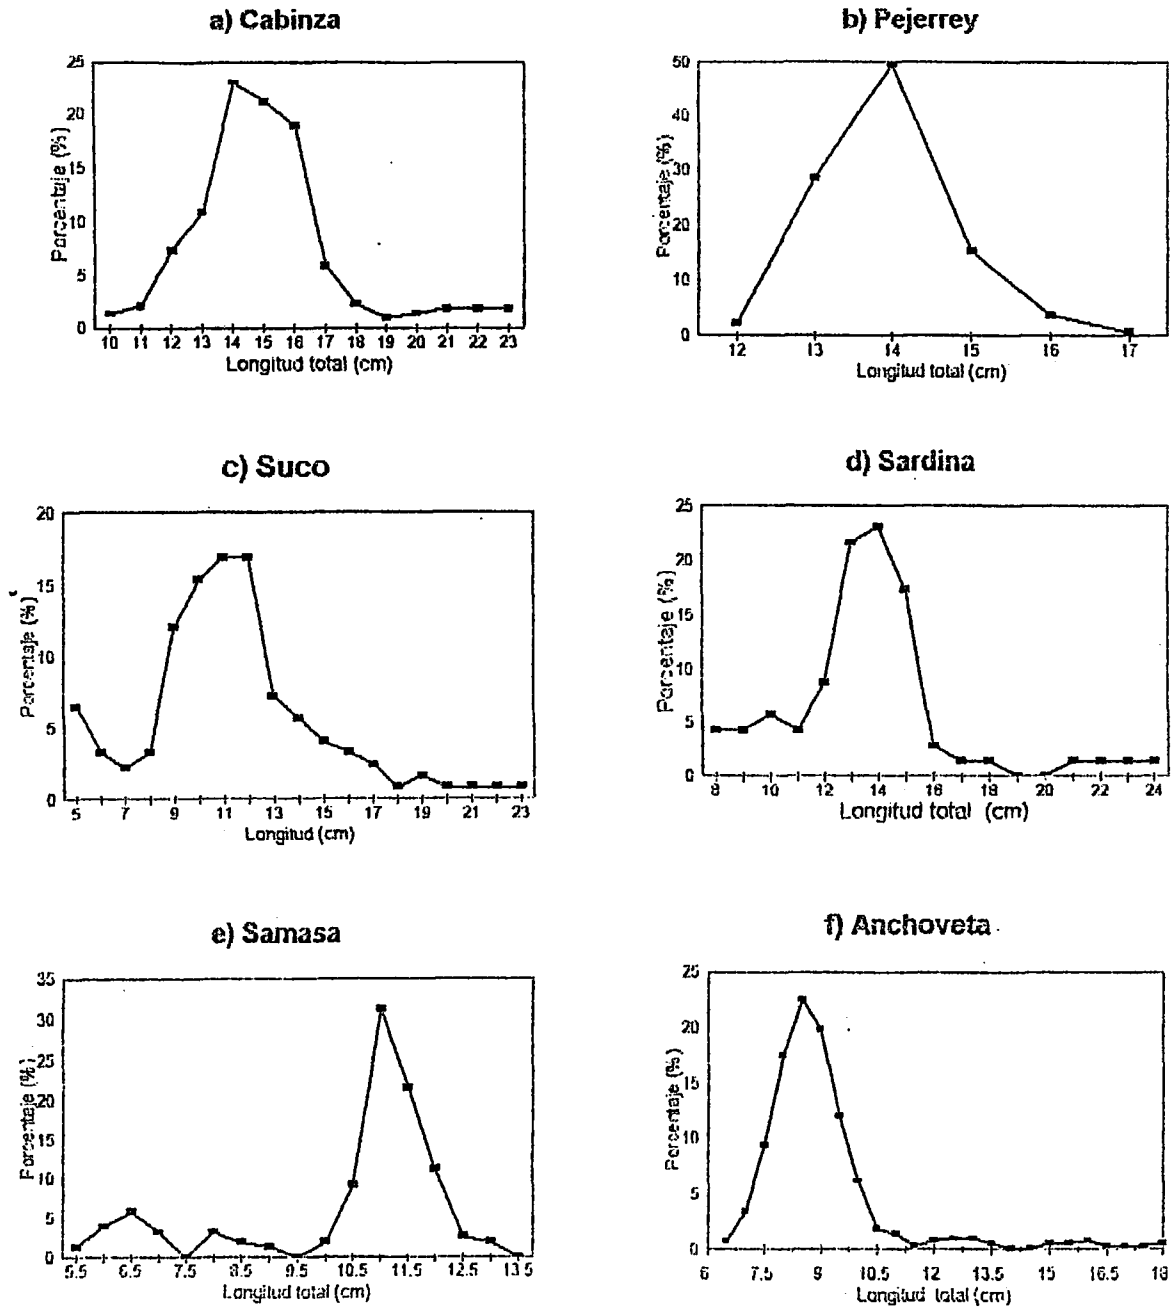 a) Cabinza
25
20
15
10
5
0
Porcentaje (%)
10 11 12 13 14 15 16 17 18 19 20 21 22 23
Longitud total (cm)
b) Pejerrey
50
40
30
20
10
0
Porcentaje (%)
12 13 14 15 16 17
Longitud total (cm)
c) Suco
20
15
10
5
0
Porcentaje (%)
5 7 9 11 13 15 17 19 21 23
Longitud (cm)
d) Sardina
25
20
15
10
5
0
Porcentaje (%)
8 10 12 14 16 18 20 22 24
Longitud total (cm)
e) Samasa
35
30
25
20
15
10
5
0
Porcentaje (%)
5.5 6.5 7.5 8.5 9.5 10.5 11.5 12.5 13.5
Longitud total (cm)
f) Anchoveta
25
20
15
10
5
0
Porcentaje (%)
6 7.5 9 10.5 12 13.5 15 16.5 18
Longitud total (cm)